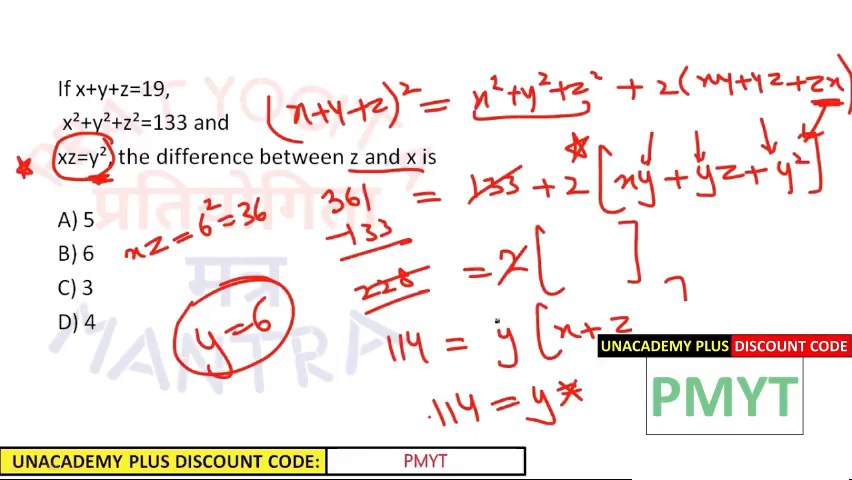 If x+y+z=19,
x²+y²+z²=133 and
xz=y², the difference between z and x is
A) 5
B) 6
C) 3
D) 4
(x+y+z)² = x²+y²+z² + 2(xy+yz+zx)
361 = 133 + 2[xy+yz+y²]
-133
228 = 2[ ]
xz=6²=36
y=6
114 = y[x+z
114 = y*
प्रतियोगिता
मंत्र
MANTRA
UNACADEMY PLUS DISCOUNT CODE
PMYT
UNACADEMY PLUS DISCOUNT CODE: PMYT